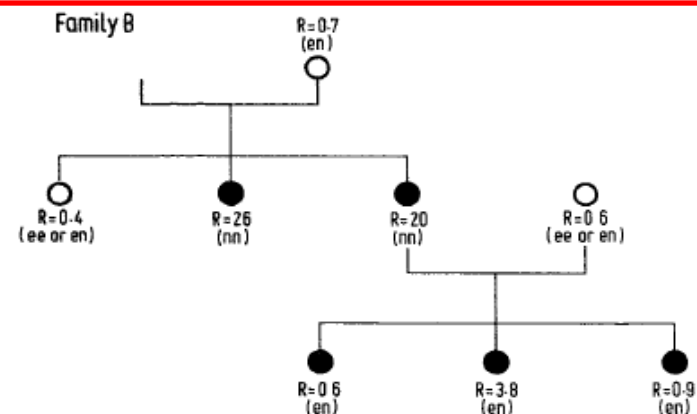 Family B
R=0·7
(en)
R=0·4
(ee or en)
R=26
(nn)
R=20
(nn)
R=0 6
(ee or en)
R=0 6
(en)
R=3·8
(en)
R=0·9
(en)